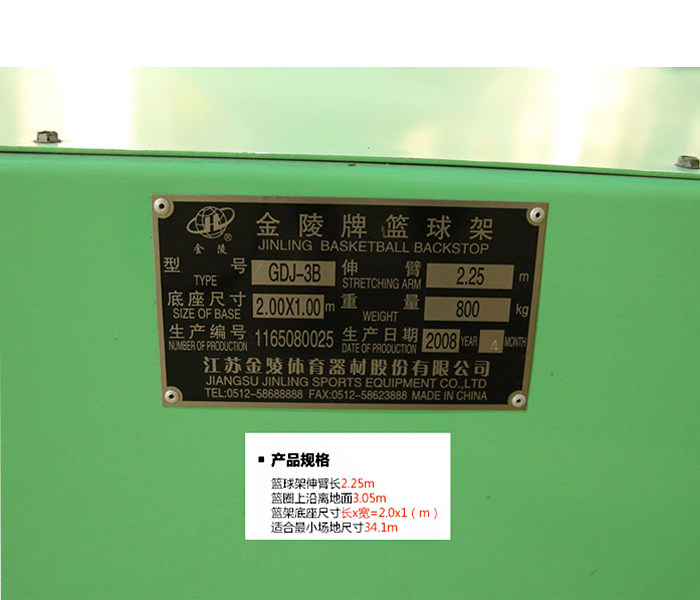 金陵牌篮球架
JL
®
金陵
JINLING BASKETBALL BACKSTOP
型号 GDJ-3B 伸臂 2.25 m
TYPE STRETCHING ARM
底座尺寸 2.00X1.00 m 重量 800 kg
SIZE OF BASE WEIGHT
生产编号 1165080025 生产日期 2008 YEAR 4 MONTH
NUMBER OF PRODUCTION DATE OF PRODUCTION
江苏金陵体育器材股份有限公司
JIANGSU JINLING SPORTS EQUIPMENT CO.,LTD
TEL:0512-58688888 FAX:0512-58623888 MADE IN CHINA
▪ 产品规格
篮球架伸臂长2.25m
篮圈上沿离地面3.05m
篮架底座尺寸长x宽=2.0x1（m）
适合最小场地尺寸34.1m